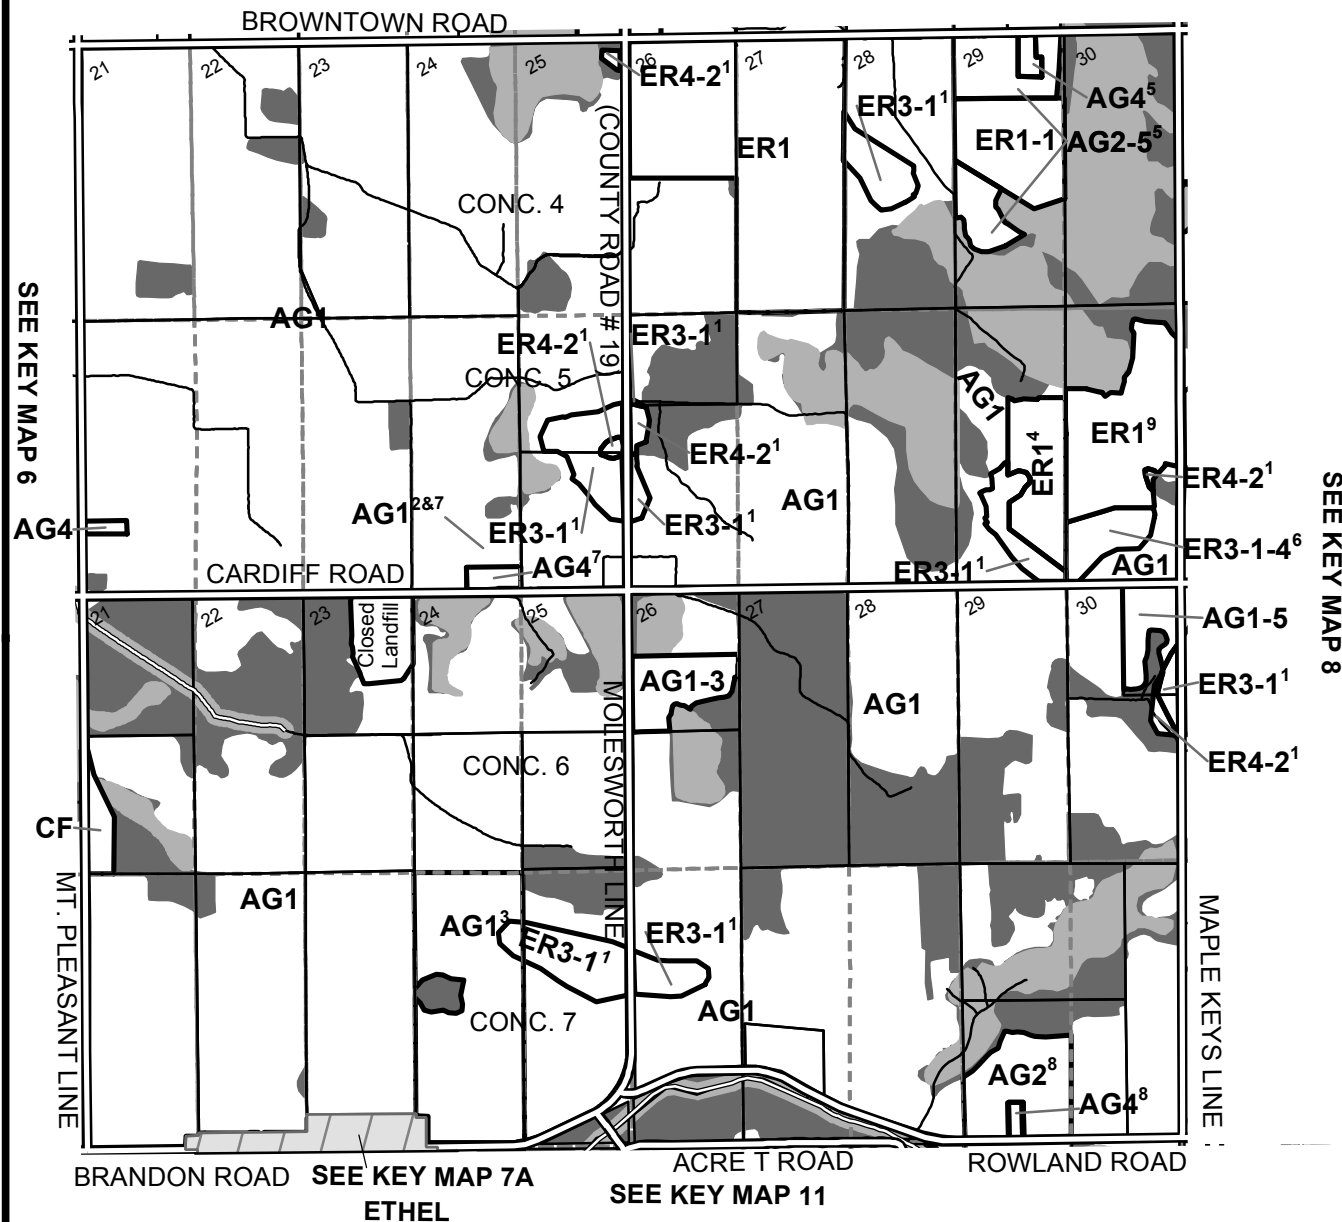 BROWNTOWN ROAD
21
22
23
24
25
26
27
28
29
30
ER4-2¹
ER3-1¹
AG4⁵
ER1
ER1-1
AG2-5⁵
CONC. 4
(COUNTY ROAD # 19)
SEE KEY MAP 6
AG1
ER4-2¹
ER3-1¹
CONC. 5
AG1
ER1⁴
ER1⁹
ER4-2¹
ER4-2¹
SEE KEY MAP 8
AG1
AG1²&⁷
AG4
ER3-1¹
ER3-1¹
ER3-1-4⁶
AG4⁷
ER3-1¹
AG1
CARDIFF ROAD
21
22
23
Closed
Landfill
24
25
26
27
28
29
30
AG1-5
AG1-3
ER3-1¹
AG1
MOLESWORTH LINE
ER4-2¹
CONC. 6
CF
MT. PLEASANT LINE
AG1
AG1³
ER3-1¹
ER3-1¹
MAPLE KEYS LINE
AG1
CONC. 7
AG2⁸
AG4⁸
BRANDON ROAD
SEE KEY MAP 7A
ETHEL
ACRE T ROAD
ROWLAND ROAD
SEE KEY MAP 11